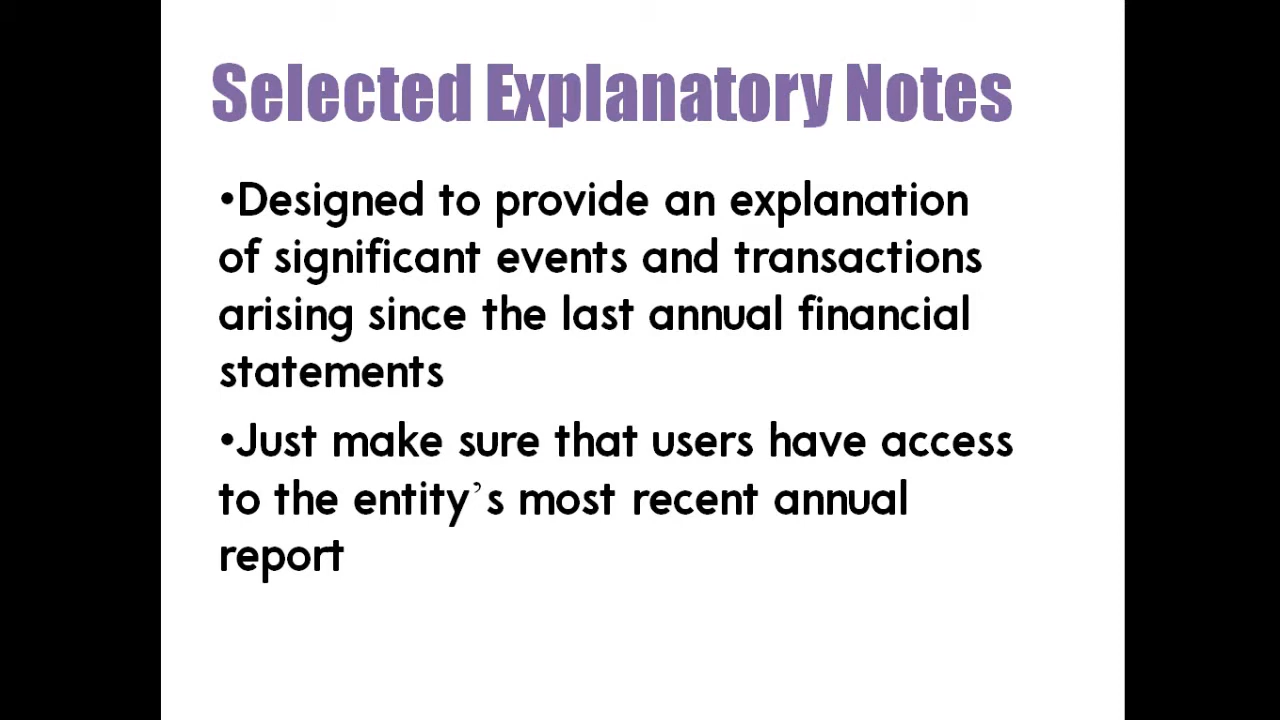 Selected Explanatory Notes
•Designed to provide an explanation
of significant events and transactions
arising since the last annual financial
statements
•Just make sure that users have access
to the entity’s most recent annual
report